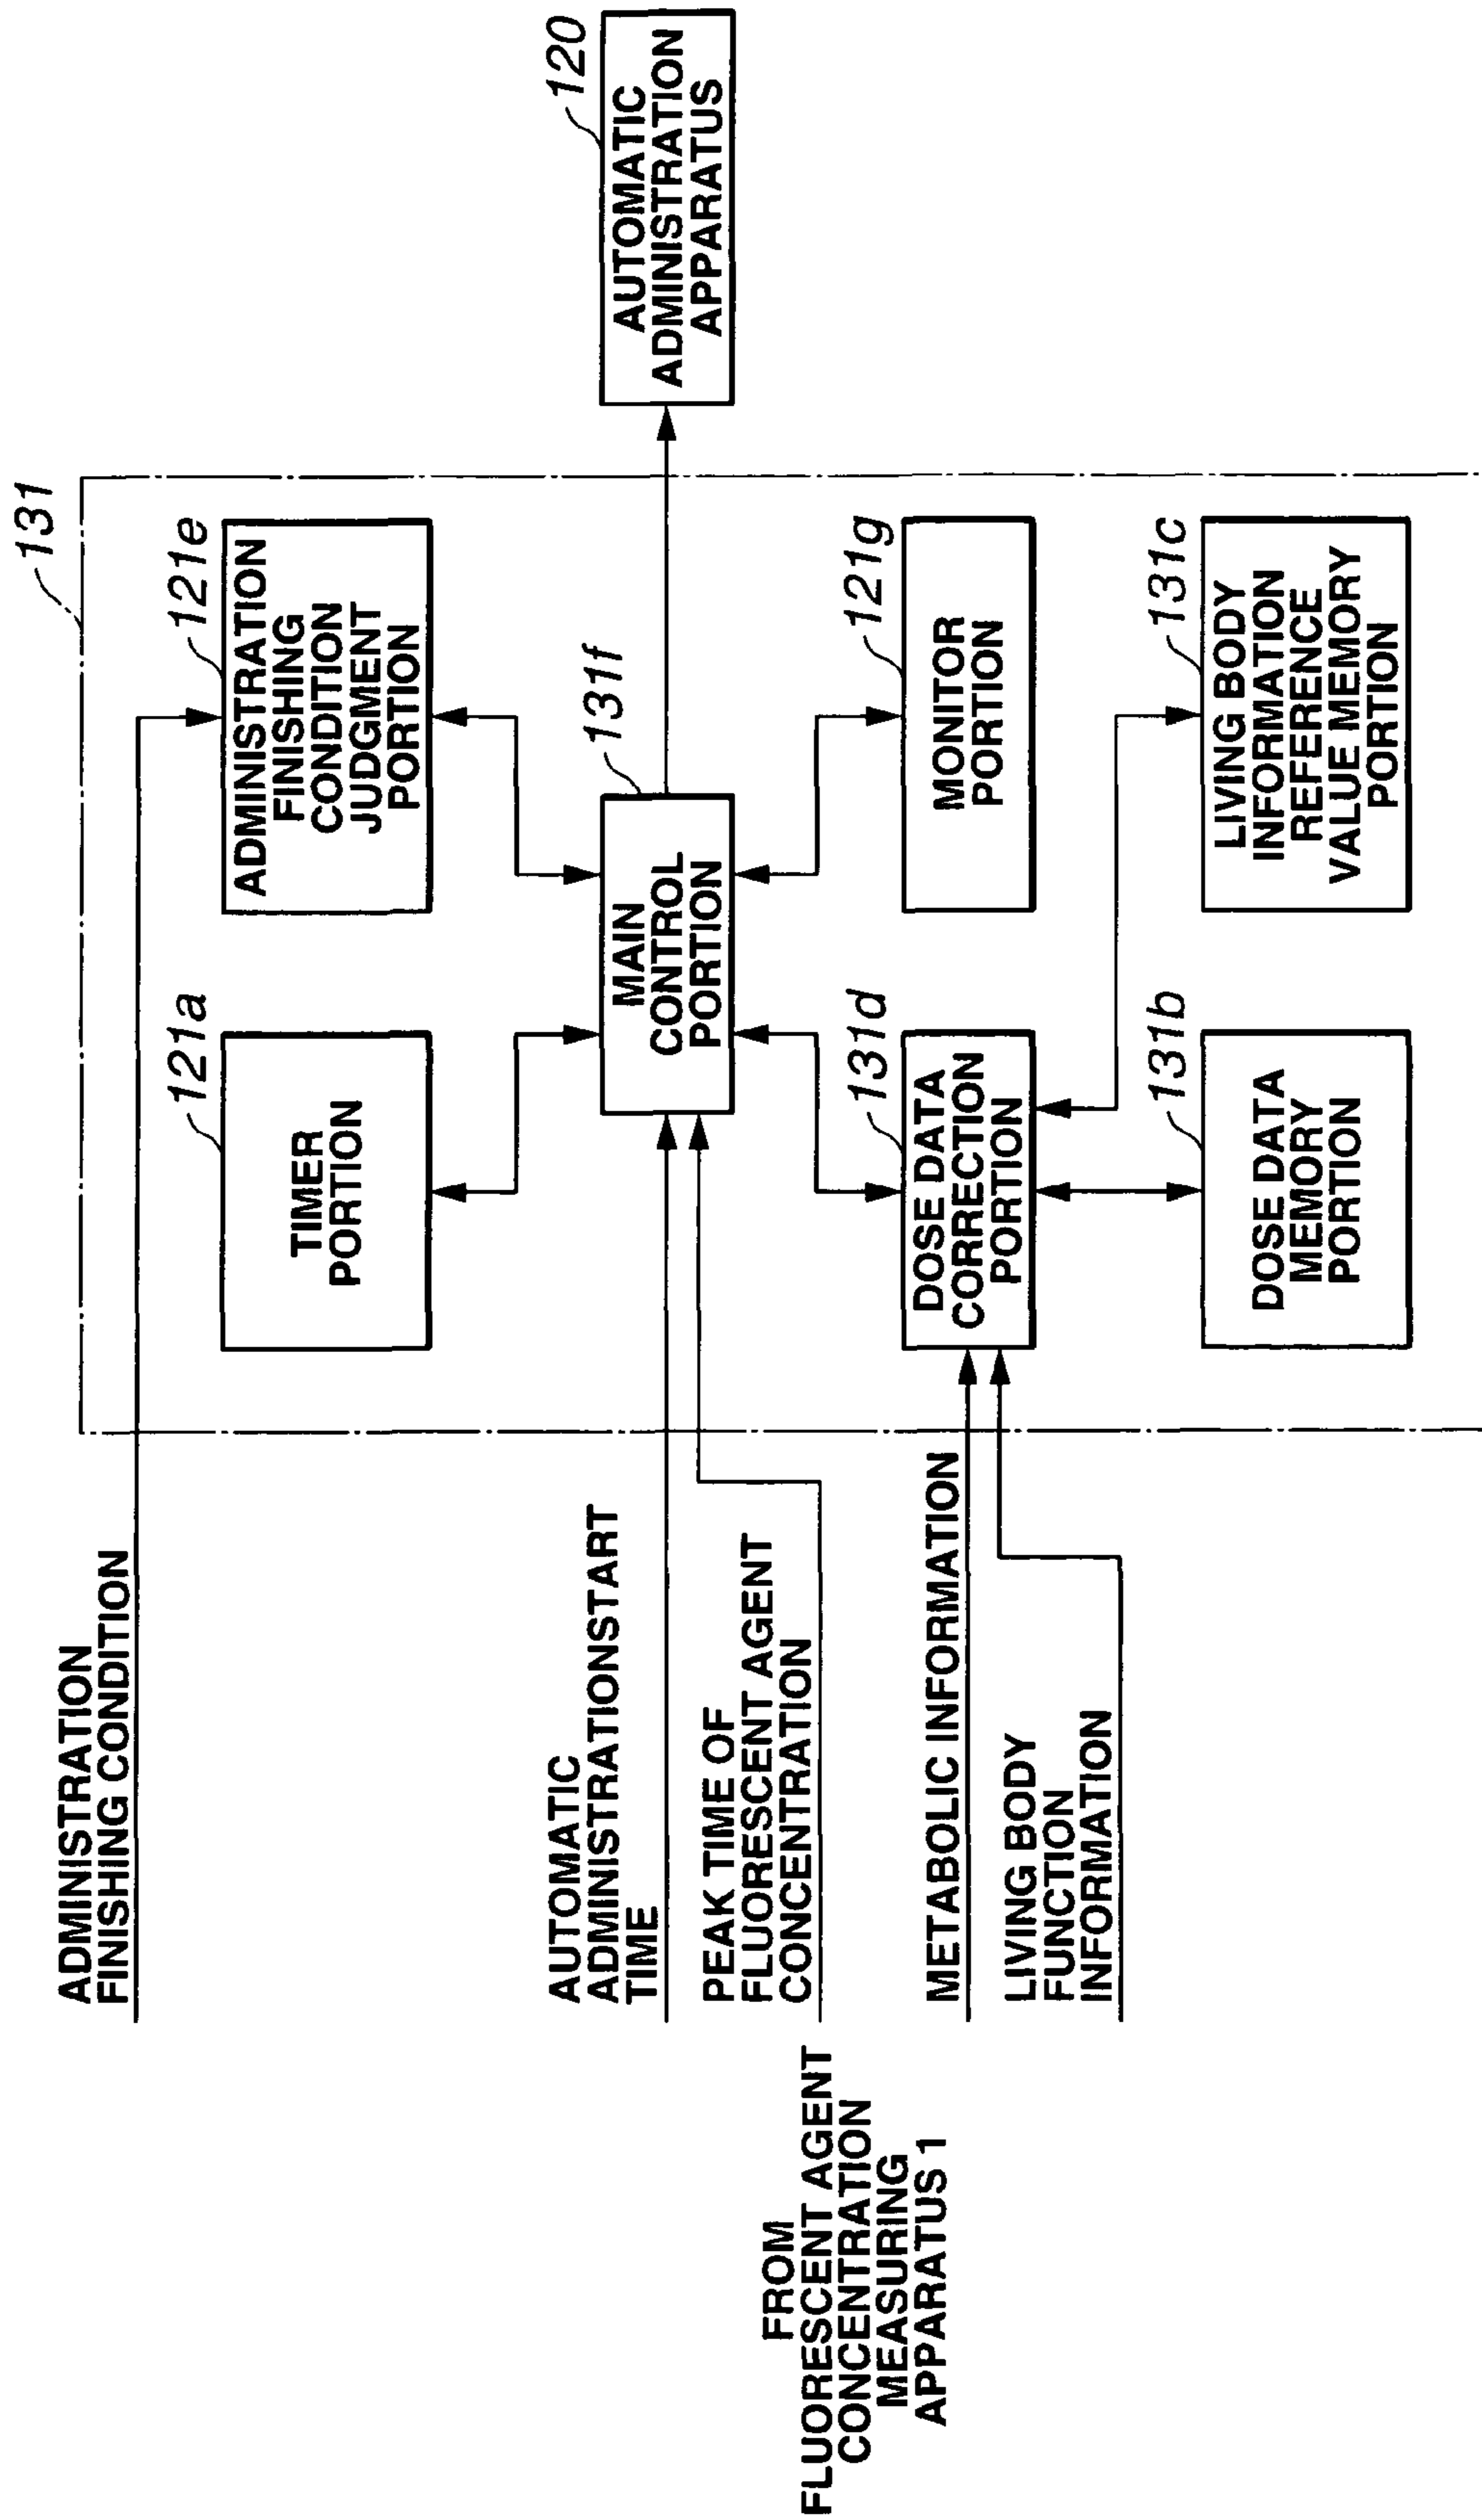 131
ADMINISTRATION
FINISHING CONDITION
121a
TIMER
PORTION
121e
ADMINISTRATION
FINISHING
CONDITION
JUDGMENT
PORTION
AUTOMATIC
ADMINISTRATIONSTART
TIME
131f
MAIN
CONTROL
PORTION
120
AUTOMATIC
ADMINISTRATION
APPARATUS
PEAK TIME OF
FLUORESCENT AGENT
CONCENTRATION
FROM
FLUORESCENT AGENT
CONCENTRATION
MEASURING
APPARATUS 1
131d
DOSE DATA
CORRECTION
PORTION
121g
MONITOR
PORTION
METABOLIC INFORMATION
LIVING BODY
FUNCTION
INFORMATION
131b
DOSE DATA
MEMORY
PORTION
131c
LIVING BODY
INFORMATION
REFERENCE
VALUE MEMORY
PORTION